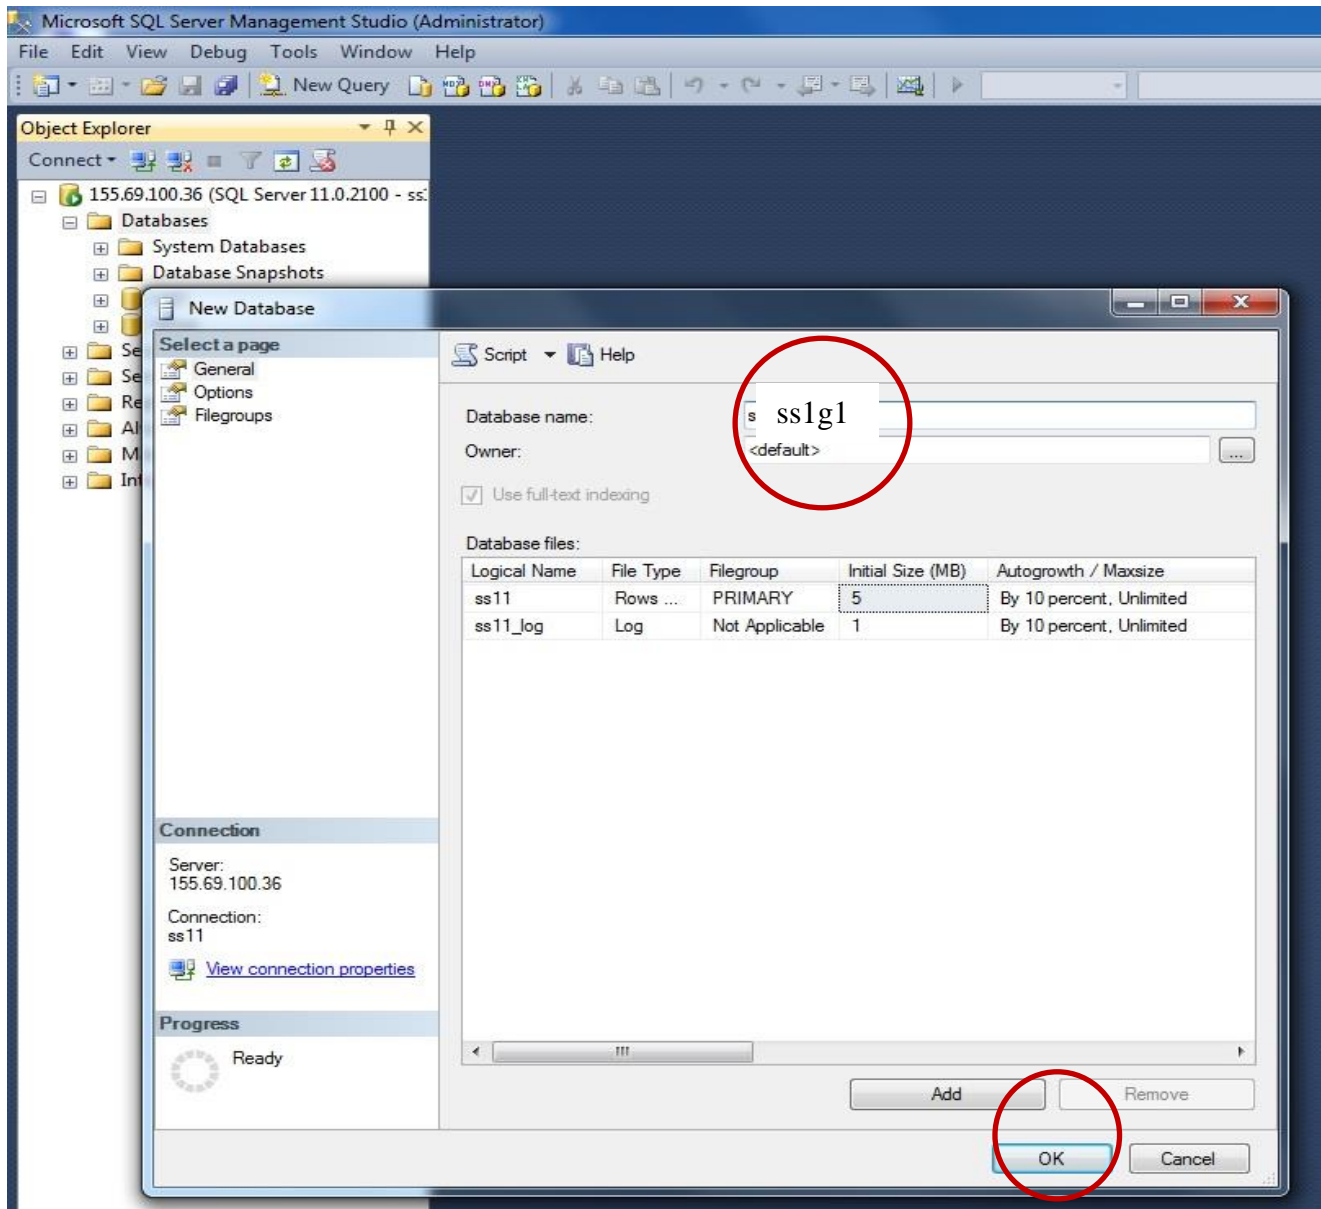 Microsoft SQL Server Management Studio (Administrator)
File Edit View Debug Tools Window Help
New Query
Object Explorer
Connect
155.69.100.36 (SQL Server 11.0.2100 - ss
Databases
System Databases
Database Snapshots
New Database
Se
Se
Re
Al
M
Int
Select a page
General
Options
Filegroups
Script Help
Database name: s ss1g1
Owner: <default> ...
Use full-text indexing
Database files:
Logical Name File Type Filegroup Initial Size (MB) Autogrowth / Maxsize
ss11 Rows ... PRIMARY 5 By 10 percent, Unlimited
ss11_log Log Not Applicable 1 By 10 percent, Unlimited
Connection
Server:
155.69.100.36
Connection:
ss11
View connection properties
Progress
Ready
Add Remove
OK Cancel